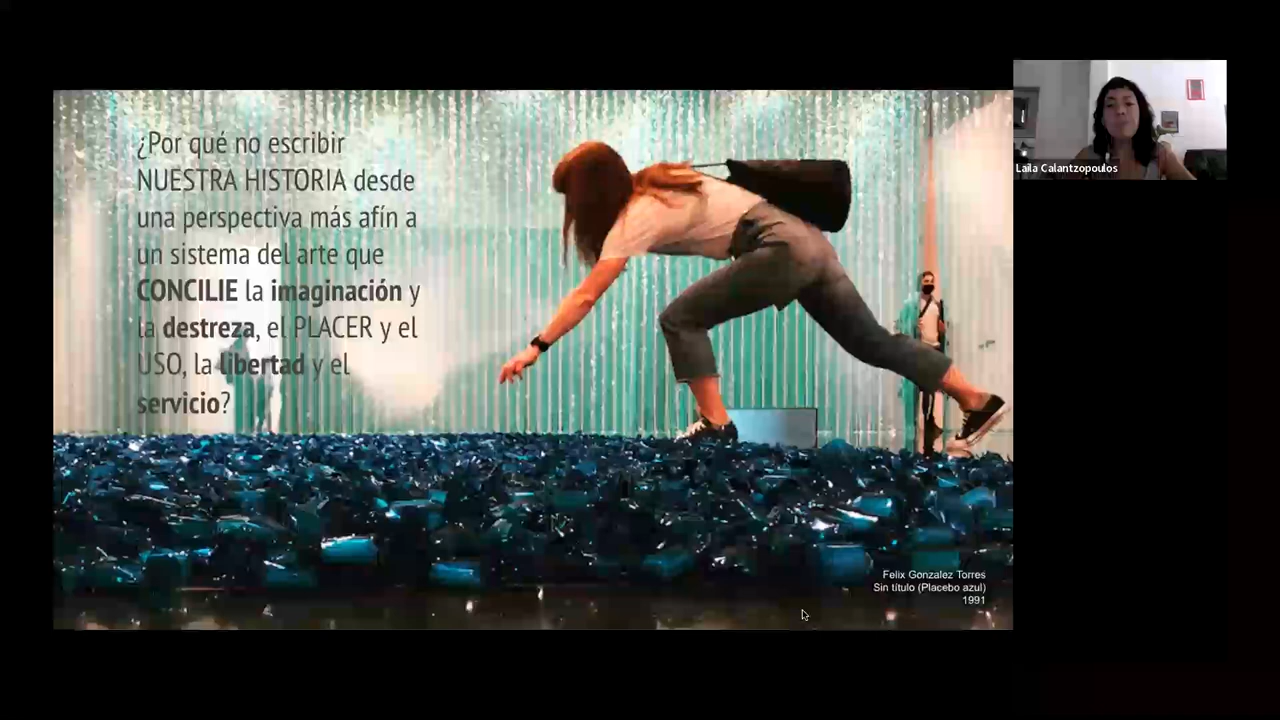 ¿Por qué no escribir
NUESTRA HISTORIA desde
una perspectiva más afín a
un sistema del arte que
CONCILIE la imaginación y
la destreza, el PLACER y el
USO, la libertad y el
servicio?
Laila Calantzopoulos
Felix Gonzalez Torres
Sin título (Placebo azul)
1991